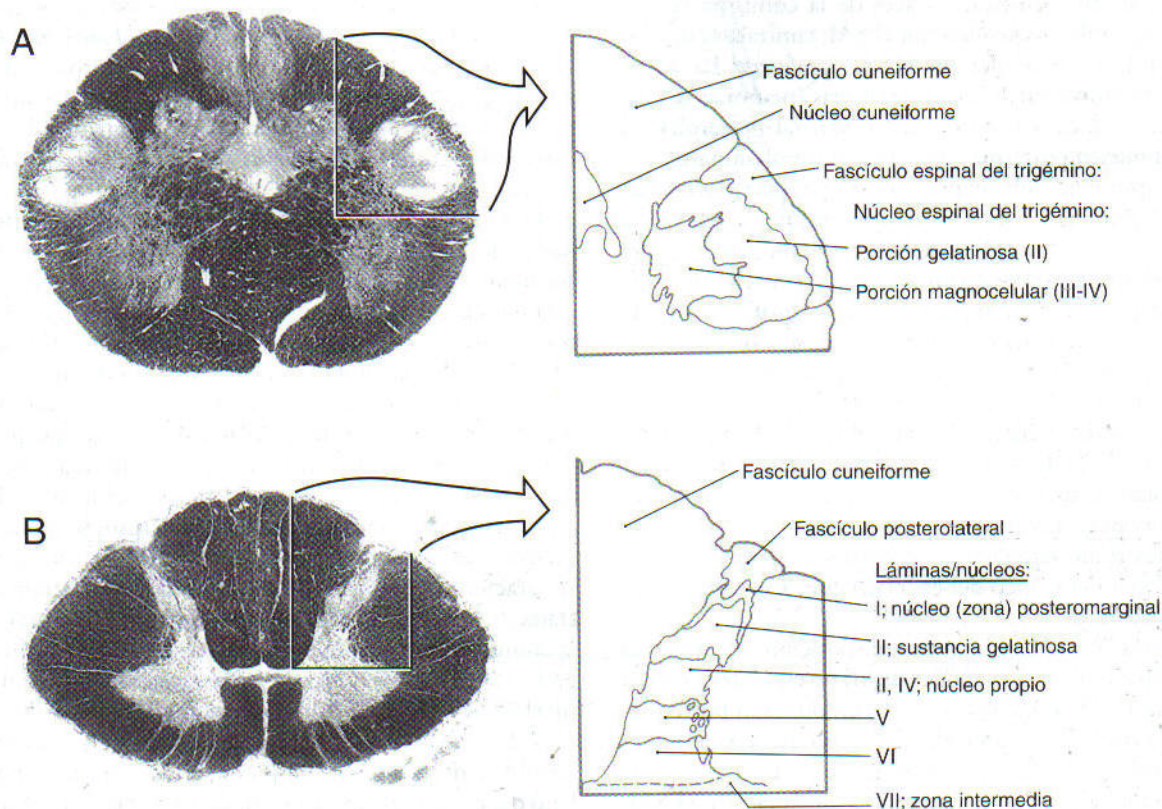 A
Fascículo cuneiforme
Núcleo cuneiforme
Fascículo espinal del trigémino:
Núcleo espinal del trigémino:
Porción gelatinosa (II)
Porción magnocelular (III-IV)
B
Fascículo cuneiforme
Fascículo posterolateral
Láminas/núcleos:
I; núcleo (zona) posteromarginal
II; sustancia gelatinosa
II, IV; núcleo propio
V
VI
VII; zona intermedia